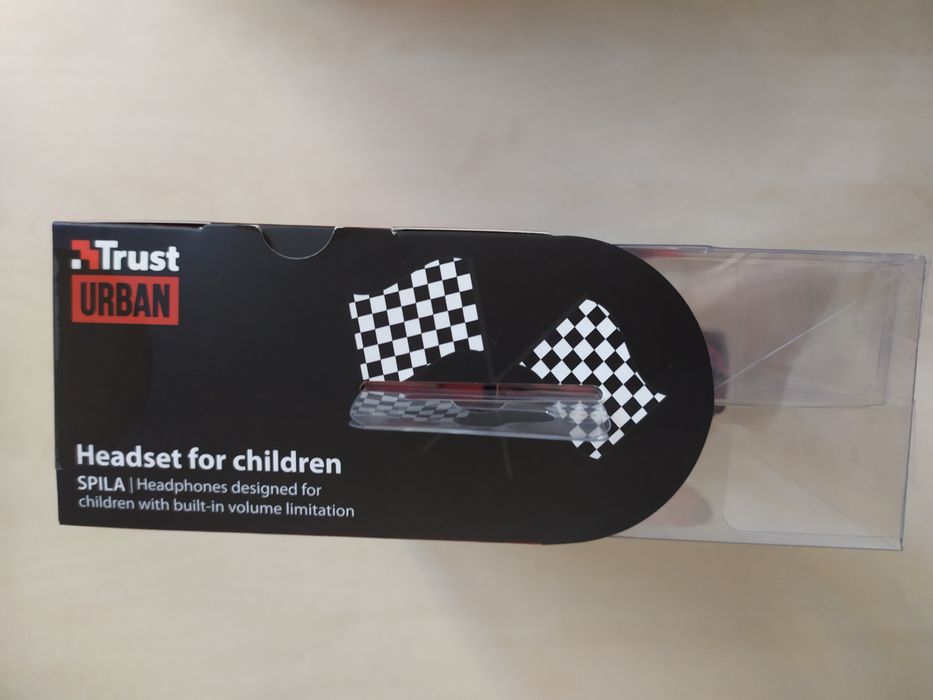 Trust
URBAN
Headset for children
SPILA | Headphones designed for
children with built-in volume limitation